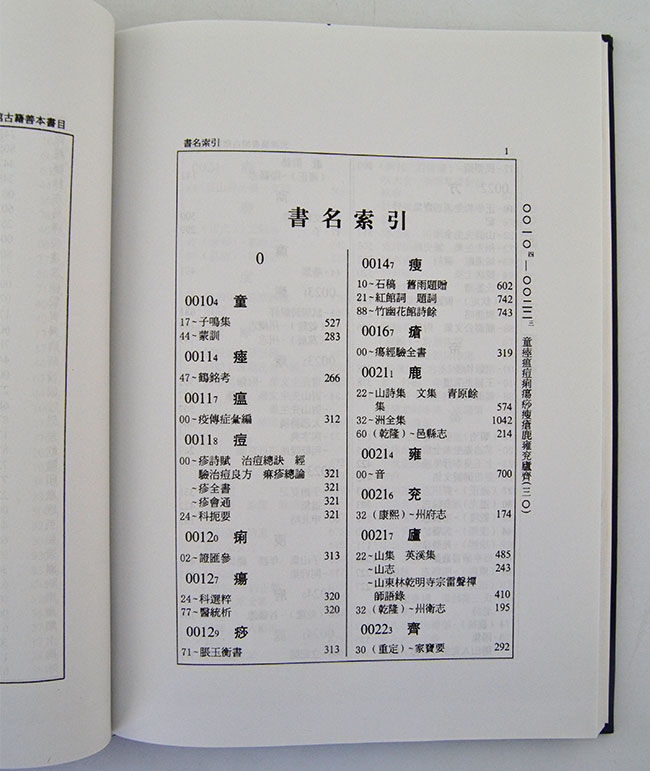 館古籍善本書目
書名索引
1
書名索引
0
00104 童
17~子鳴集 527
44~蒙訓 283
00114 瘞
47~鶴銘考 266
00117 瘟
00~疫傳症彙編 312
00118 痘
00~疹詩賦 治痘總訣 經
驗治痘良方 痲疹總論 321
~疹全書 321
~疹會通 321
24~科扼要 321
00120 痢
02~證匯參 313
00127 瘍
24~科選粹 320
77~醫統析 320
00129 痧
71~脹玉衡書 313
00147 瘦
10~石稿 舊雨題贈 602
21~紅館詞 題詞 742
88~竹幽花館詩餘 743
00167 瘡
00~瘍經驗全書 319
00211 鹿
22~山詩集 文集 青原餘
集 574
32~洲全集 1042
60(乾隆)~邑縣志 214
00214 雍
00~音 700
00216 兗
32(康熙)~州府志 174
00217 廬
22~山集 英溪集 485
~山志 243
~山東林乾明寺宗雷聲禪
師語錄 410
32(乾隆)~州衛志 195
00223 齊
30(重定)~家寶要 292
〇〇一〇四—〇〇二二三 童瘞瘟痘痢瘍痧瘦瘡鹿雍兗廬齊(三〇)